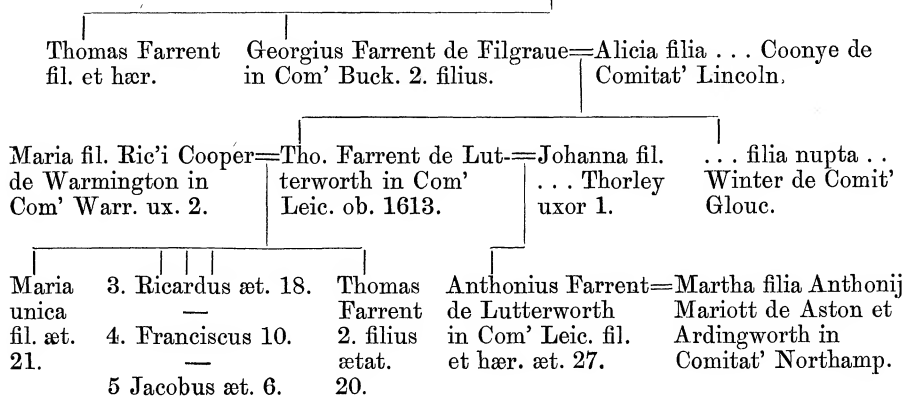 Thomas Farrent
fil. et hær.
Georgius Farrent de Filgraue=Alicia filia . . . Coonye de
in Com' Buck. 2. filius.
Comitat' Lincoln.
Maria fil. Ric'i Cooper=Tho. Farrent de Lut-=Johanna fil.
de Warmington in
Com' Warr. ux. 2.
terworth in Com'
Leic. ob. 1613.
. . . Thorley
uxor 1.
. . . filia nupta . .
Winter de Comit'
Glouc.
Maria
unica
fil. æt.
21.
3. Ricardus æt. 18.
—
4. Franciscus 10.
—
5 Jacobus æt. 6.
Thomas
Farrent
2. filius
ætat.
20.
Anthonius Farrent=Martha filia Anthonij
de Lutterworth
in Com' Leic. fil.
et hær. æt. 27.
Mariott de Aston et
Ardingworth in
Comitat' Northamp.